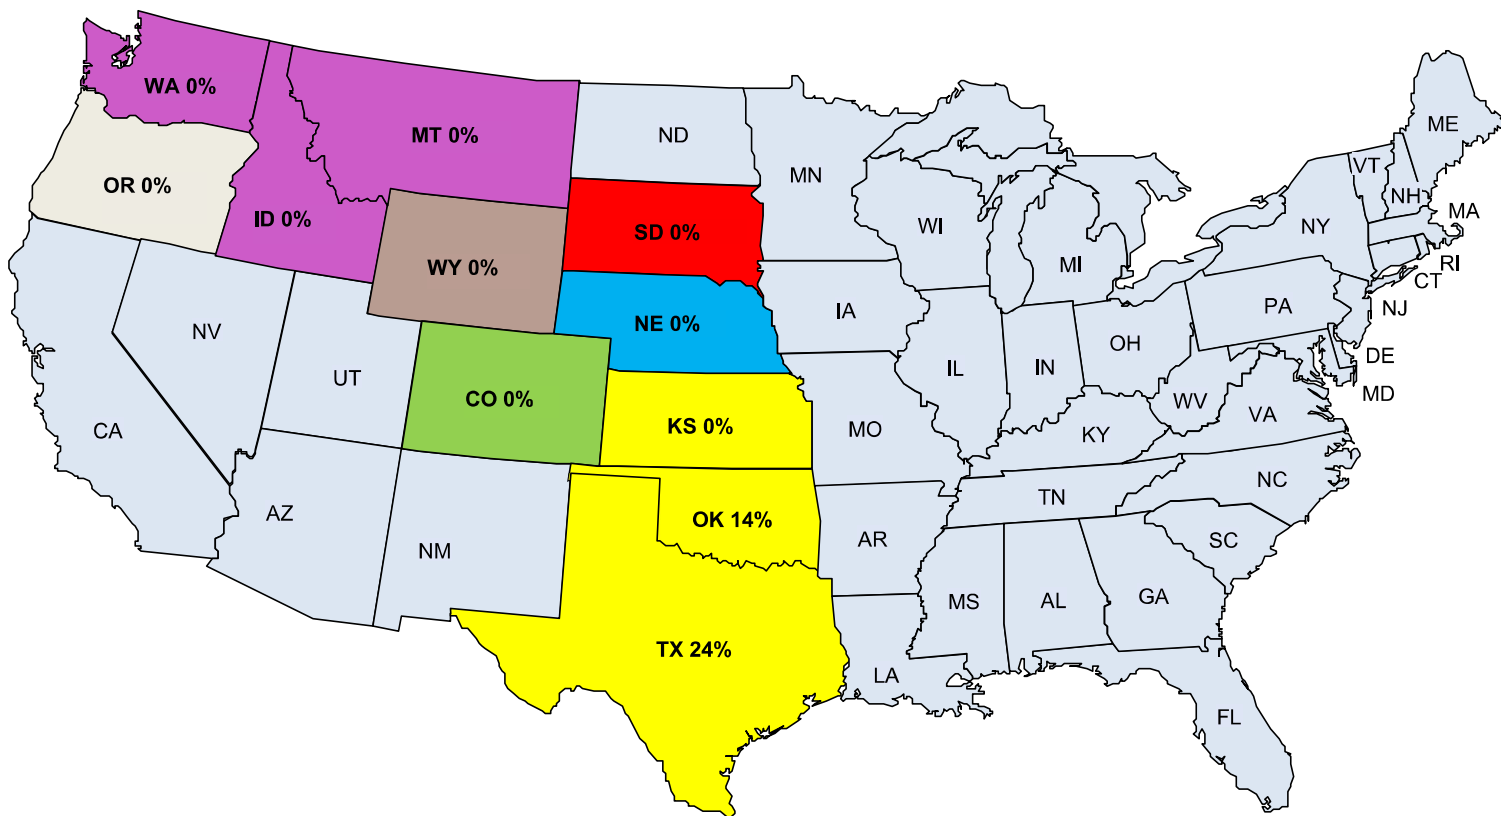 WA 0%
MT 0%
ND
ME
MN
VT
OR 0%
NH
ID 0%
MA
SD 0%
NY
WI
WY 0%
MI
RI
CT
PA
NJ
IA
NE 0%
NV
OH
DE
UT
IL
IN
MD
CO 0%
WV
VA
KS 0%
CA
MO
KY
NC
TN
AZ
OK 14%
NM
AR
SC
MS
AL
GA
TX 24%
LA
FL